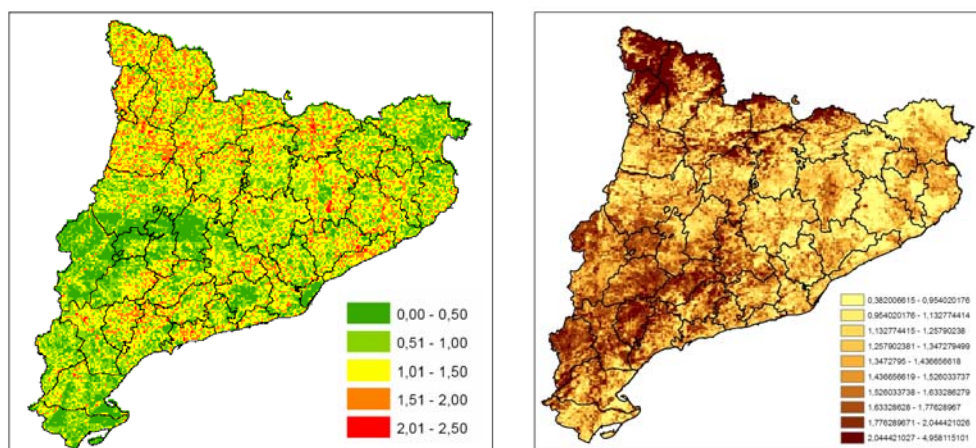 0,00 - 0,50
0,51 - 1,00
1,01 - 1,50
1,51 - 2,00
2,01 - 2,50
0,382006615 - 0,954020176
0,954020176 - 1,132774414
1,132774415 - 1,25790238
1,257902381 - 1,347279499
1,3472795 - 1,436656618
1,436656619 - 1,526033737
1,526033738 - 1,633286279
1,63328628 - 1,77628967
1,776289671 - 2,044421026
2,044421027 - 4,958115101